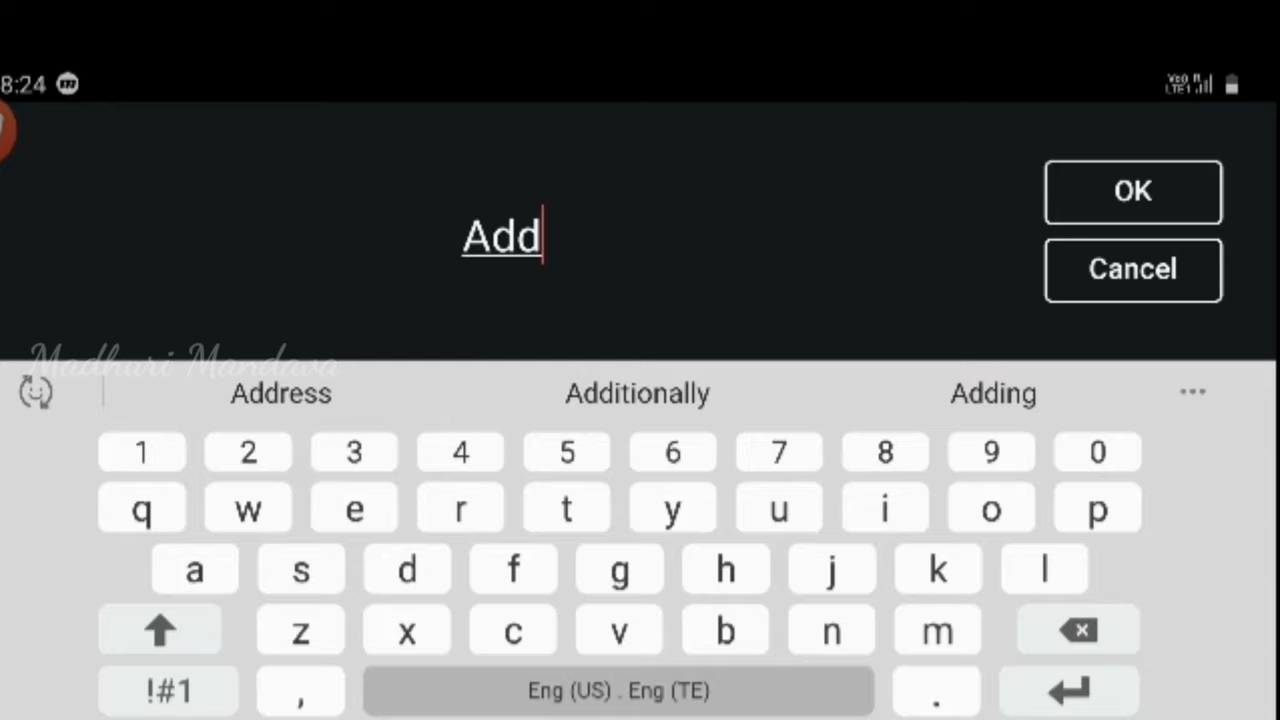 8:24
LTE1
OK
Add
Cancel
Madhuri Mandava
Address Additionally Adding ...
1 2 3 4 5 6 7 8 9 0
q w e r t y u i o p
a s d f g h j k l
z x c v b n m
!#1 , Eng (US) . Eng (TE) .